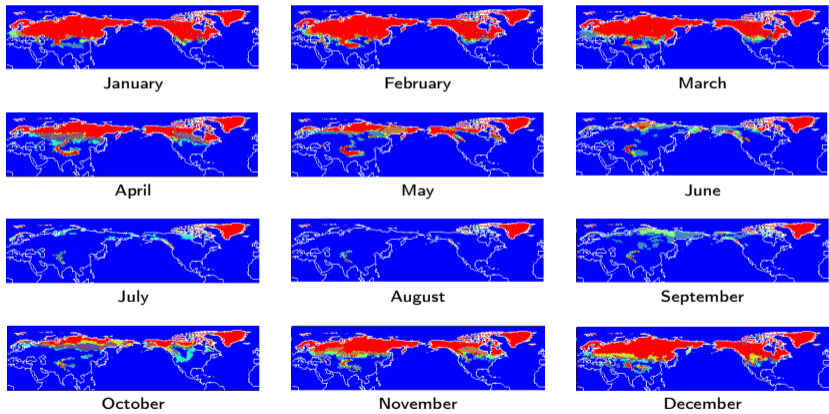 January February March
April May June
July August September
October November December